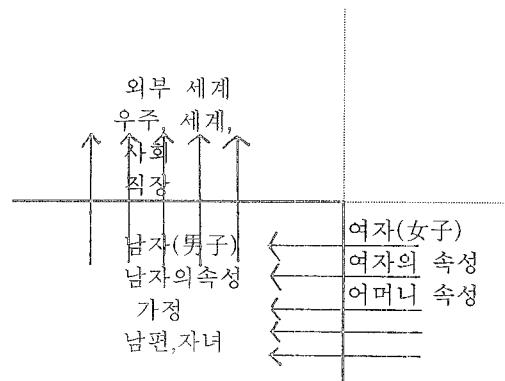 외부 세계
우주, 세계,
사회
직장
남자(男子)
남자의속성
가정
남편,자녀
여자(女子)
여자의 속성
어머니 속성